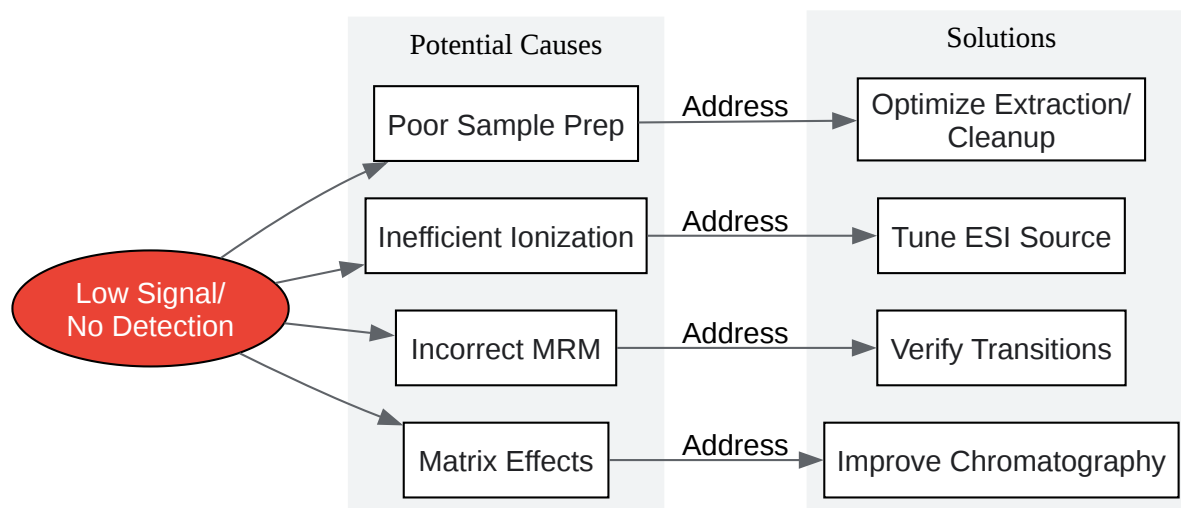 Potential Causes
Solutions
Low Signal/
No Detection
Poor Sample Prep
Address
Optimize Extraction/
Cleanup
Inefficient Ionization
Address
Tune ESI Source
Incorrect MRM
Address
Verify Transitions
Matrix Effects
Address
Improve Chromatography